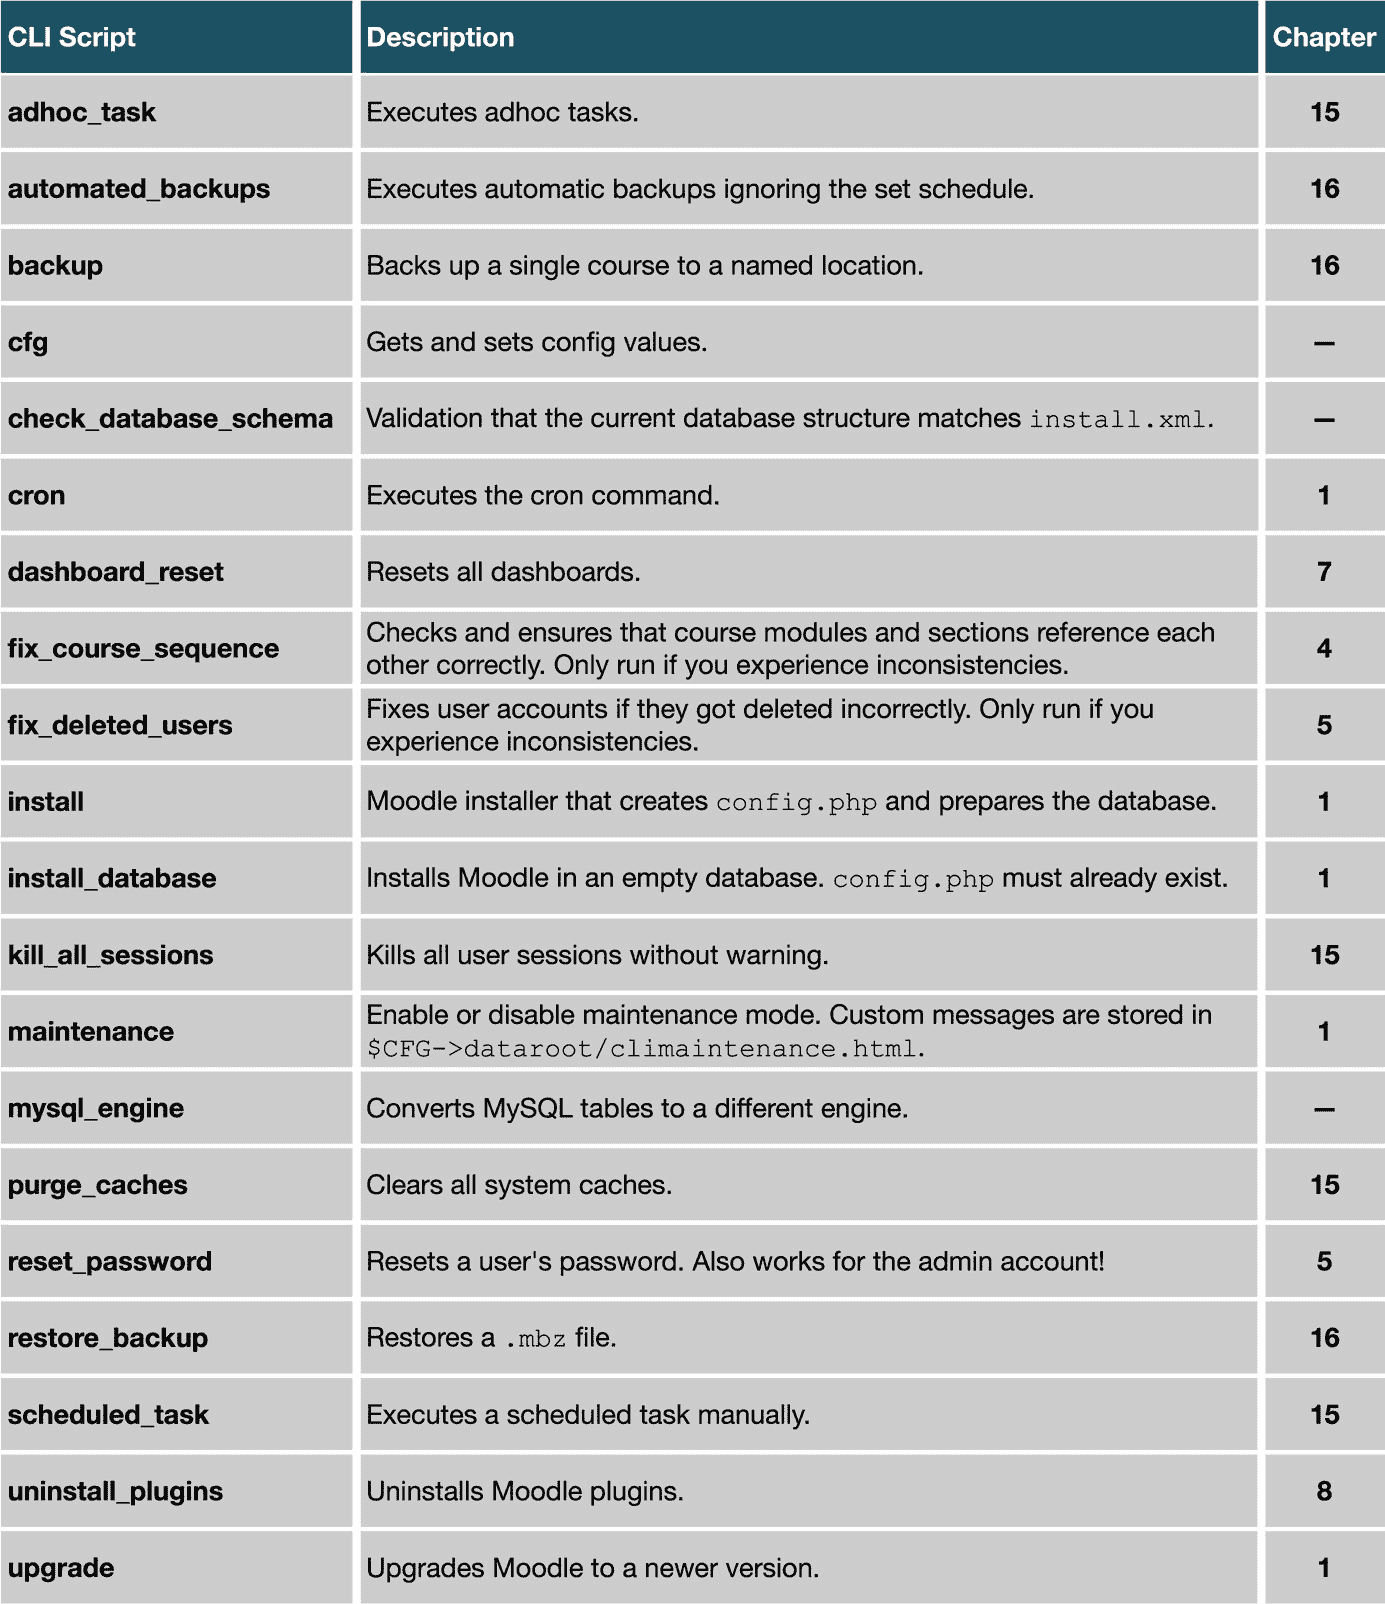 CLI Script Description Chapter
adhoc_task Executes adhoc tasks. 15
automated_backups Executes automatic backups ignoring the set schedule. 16
backup Backs up a single course to a named location. 16
cfg Gets and sets config values. —
check_database_schema Validation that the current database structure matches install.xml. —
cron Executes the cron command. 1
dashboard_reset Resets all dashboards. 7
fix_course_sequence Checks and ensures that course modules and sections reference each
other correctly. Only run if you experience inconsistencies. 4
fix_deleted_users Fixes user accounts if they got deleted incorrectly. Only run if you
experience inconsistencies. 5
install Moodle installer that creates config.php and prepares the database. 1
install_database Installs Moodle in an empty database. config.php must already exist. 1
kill_all_sessions Kills all user sessions without warning. 15
maintenance Enable or disable maintenance mode. Custom messages are stored in
$CFG->dataroot/climaintenance.html. 1
mysql_engine Converts MySQL tables to a different engine. —
purge_caches Clears all system caches. 15
reset_password Resets a user's password. Also works for the admin account! 5
restore_backup Restores a .mbz file. 16
scheduled_task Executes a scheduled task manually. 15
uninstall_plugins Uninstalls Moodle plugins. 8
upgrade Upgrades Moodle to a newer version. 1